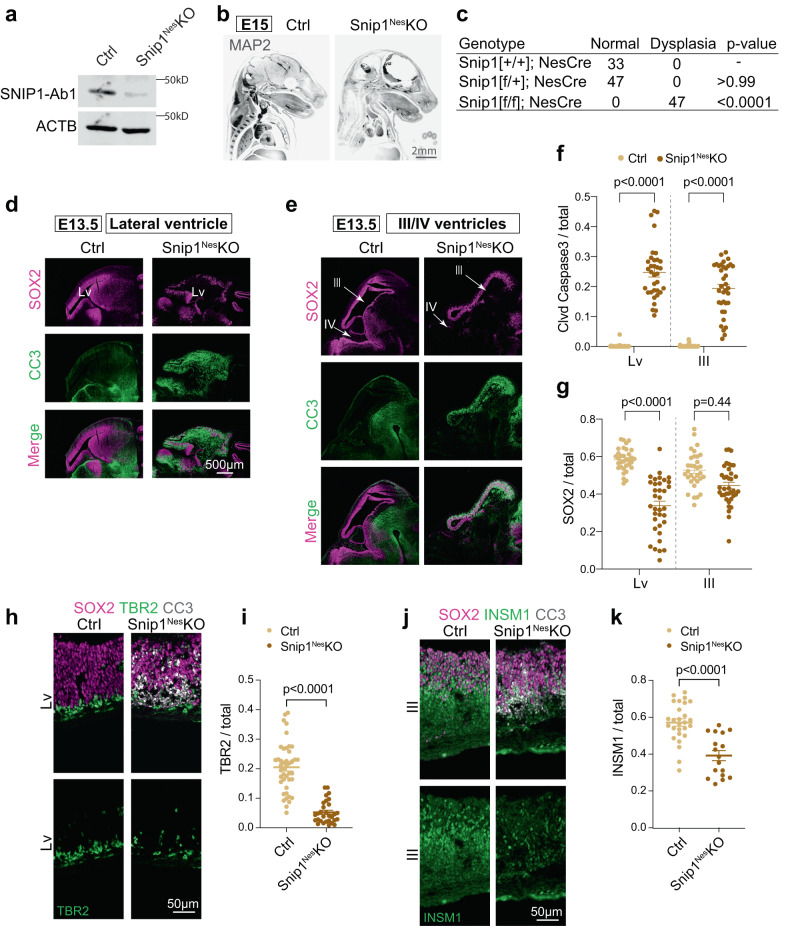 a
Ctrl
Snip1NesKO
50kD
SNIP1-Ab1
50kD
ACTB
b
E15 Ctrl Snip1NesKO
MAP2
2mm
c
Genotype Normal Dysplasia p-value
Snip1[+/+]; NesCre 33 0 -
Snip1[f/+]; NesCre 47 0 >0.99
Snip1[f/f]; NesCre 0 47 <0.0001
d
E13.5 Lateral ventricle
Ctrl Snip1NesKO
SOX2
Lv
Lv
CC3
Merge
500µm
e
E13.5 III/IV ventricles
Ctrl Snip1NesKO
SOX2
III
IV
III
IV
CC3
Merge
f
Ctrl Snip1NesKO
p<0.0001 p<0.0001
Clvd Caspase3 / total
0.5
0.4
0.3
0.2
0.1
0.0
Lv III
g
p<0.0001 p=0.44
SOX2 / total
0.8
0.6
0.4
0.2
0.0
Lv III
h
SOX2 TBR2 CC3
Ctrl Snip1NesKO
Lv
Lv
TBR2
50µm
i
Ctrl
Snip1NesKO
p<0.0001
TBR2 / total
0.5
0.4
0.3
0.2
0.1
0.0
Ctrl
Snip1NesKO
j
SOX2 INSM1 CC3
Ctrl Snip1NesKO
III
III
INSM1
50µm
k
Ctrl
Snip1NesKO
p<0.0001
INSM1 / total
0.8
0.6
0.4
0.2
0.0
Ctrl
Snip1NesKO